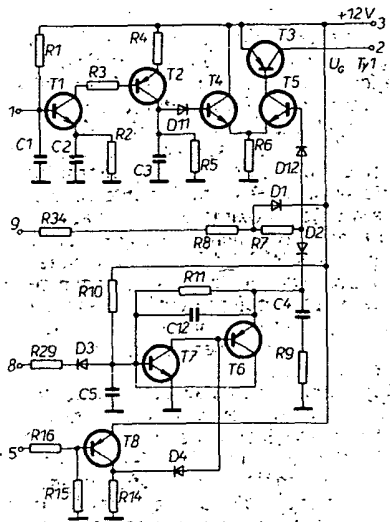 +12V 3
2
R1
R4
T3
T2
R3
T1
T4
T5
U_G Ty1
1
D11
R2
R6
C1
C2
C3
R5
D12
D1
9
R34
R8
R7
D2
R11
R10
C4
C12
D3
8
R29
T7
T6
R9
C5
R16
T8
5
D4
R15
R14